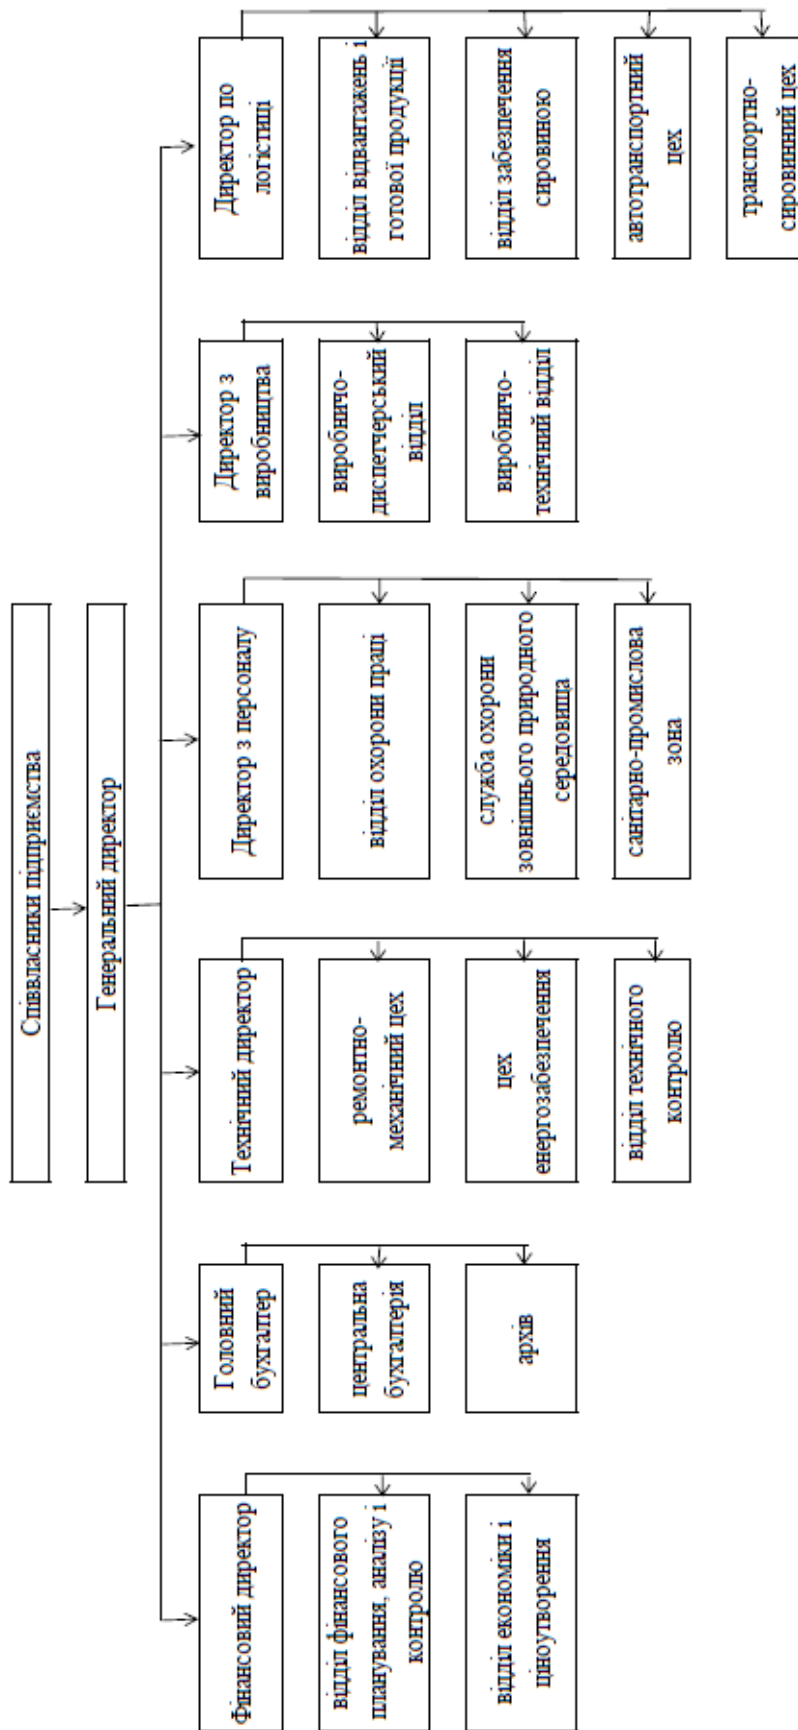 Співвласники підприємства
Генеральний директор
Фінансовий директор
відділ фінансового
планування, аналізу і
контролю
відділ економіки і
ціноутворення
Головний
бухгалтер
центральна
бухгалтерія
архів
Технічний директор
ремонтно-
механічний цех
цех
енергозабезпечення
відділ технічного
контролю
Директор з персоналу
відділ охорони праці
служба охорони
зовнішнього природного
середовища
санітарно-промислова
зона
Директор з
виробництва
виробничо-
диспетчерський
відділ
виробничо-
технічний відділ
Директор по
логістиці
відділ відвантажень і
готової продукції
відділ забезпечення
сировиною
автотранспортний
цех
транспортно-
сировинний цех